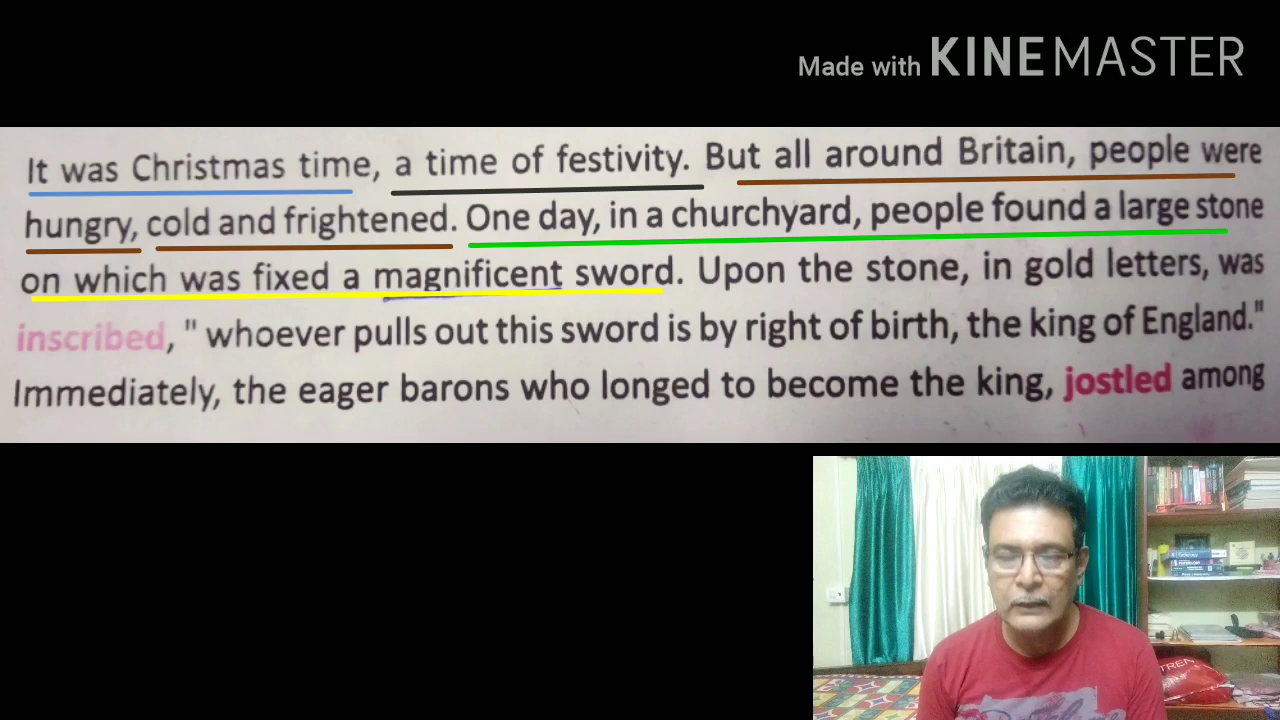 Made with KINEMASTER
It was Christmas time, a time of festivity. But all around Britain, people were
hungry, cold and frightened. One day, in a churchyard, people found a large stone
on which was fixed a magnificent sword. Upon the stone, in gold letters, was
inscribed, " whoever pulls out this sword is by right of birth, the king of England."
Immediately, the eager barons who longed to become the king, jostled among
TREN